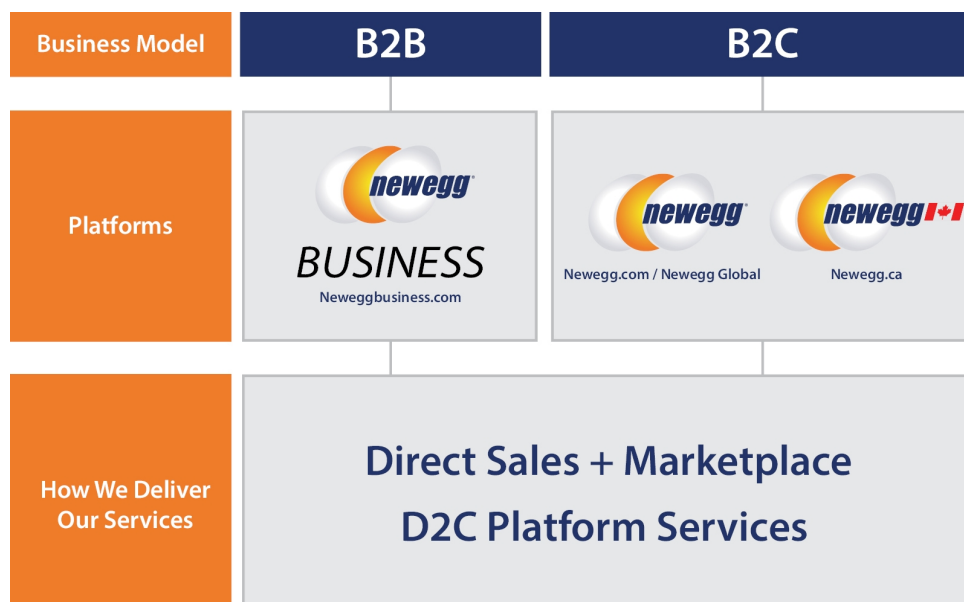 Business Model
B2B
B2C
Platforms
newegg
BUSINESS
Neweggbusiness.com
newegg
Newegg.com / Newegg Global
newegg
Newegg.ca
How We Deliver
Our Services
Direct Sales + Marketplace
D2C Platform Services